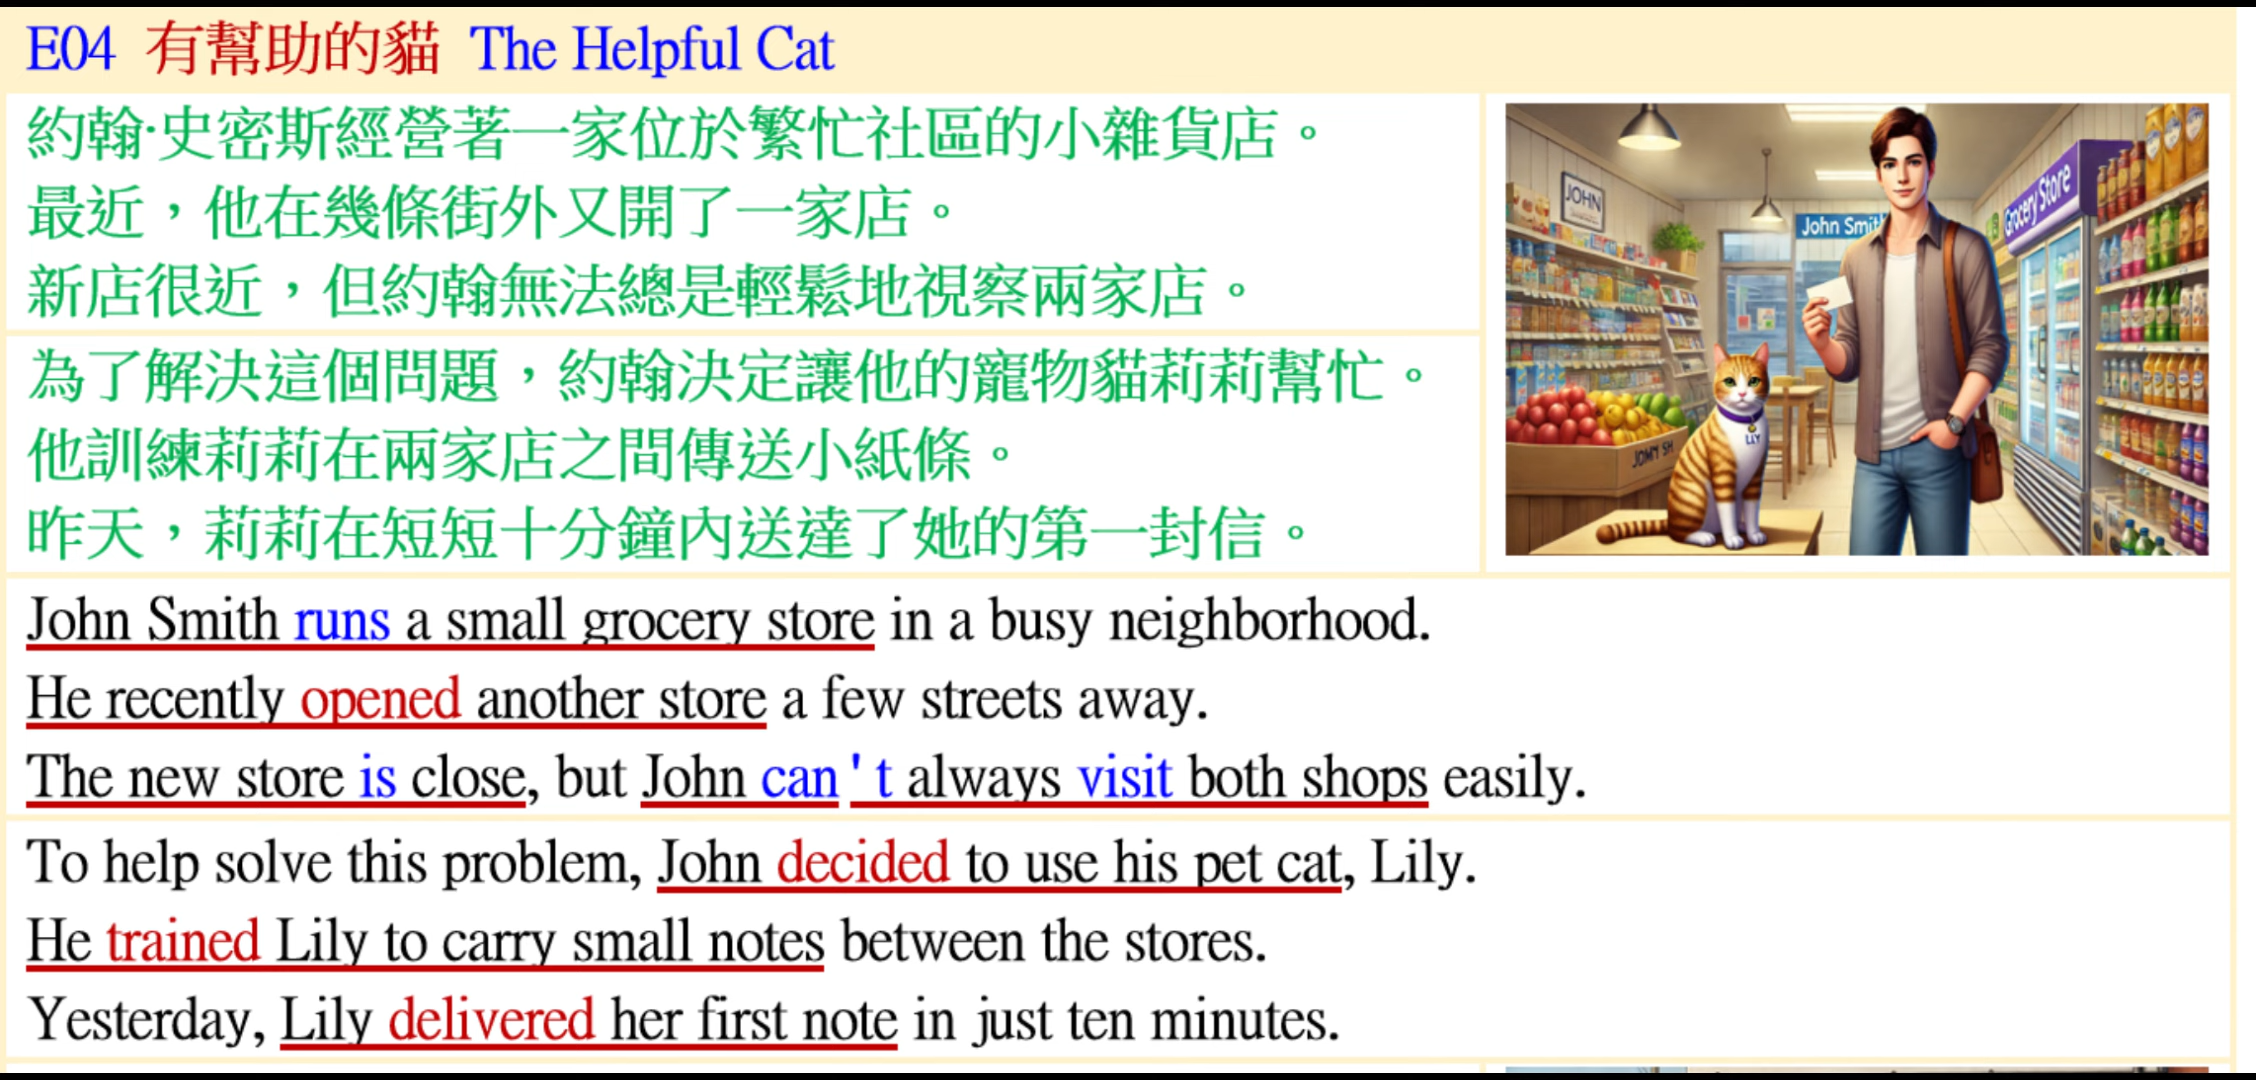 E04 有幫助的貓 The Helpful Cat
約翰·史密斯經營著一家位於繁忙社區的小雜貨店。
最近，他在幾條街外又開了一家店。
新店很近，但約翰無法總是輕鬆地視察兩家店。
為了解決這個問題，約翰決定讓他的寵物貓莉莉幫忙。
他訓練莉莉在兩家店之間傳送小紙條。
昨天，莉莉在短短十分鐘內送達了她的第一封信。
JOHN
John Smit
Grocery Store
LLY
JOMM SH
John Smith runs a small grocery store in a busy neighborhood.
He recently opened another store a few streets away.
The new store is close, but John can't always visit both shops easily.
To help solve this problem, John decided to use his pet cat, Lily.
He trained Lily to carry small notes between the stores.
Yesterday, Lily delivered her first note in just ten minutes.